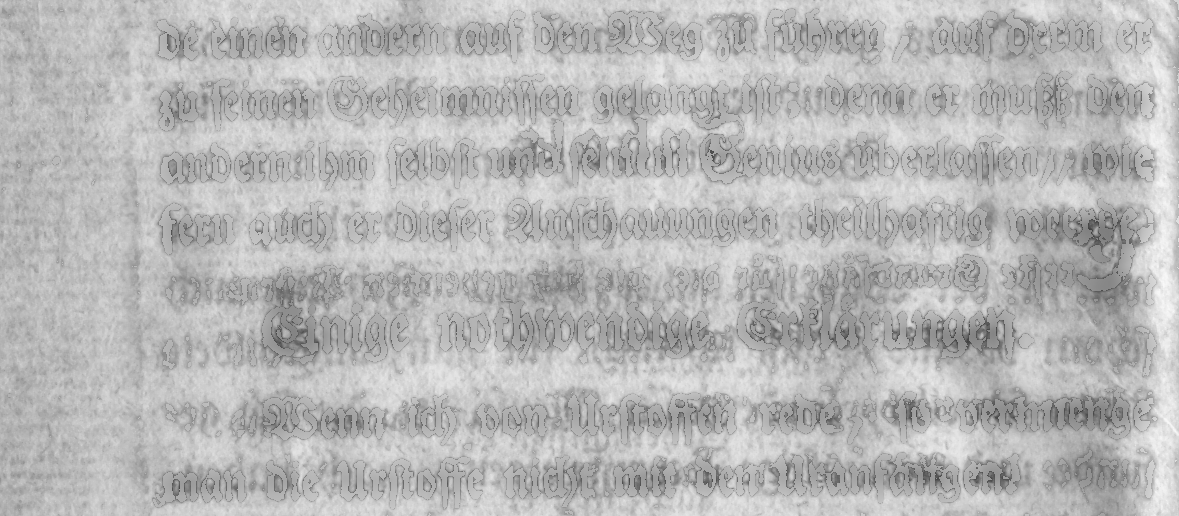 de einen andern auf den Weg zu führen, auf dem er
zu seinen Geheimnissen gelangt ist: denn er muß den
andern ihm selbst und seinem Genius überlassen, wie
fern auch er dieser Anschauungen theilhaftig werde.
Einige nothwendige Erklärungen.
Wenn ich von Urstoffen rede, so vermenge
man die Urstoffe nicht mit den Uranfängen